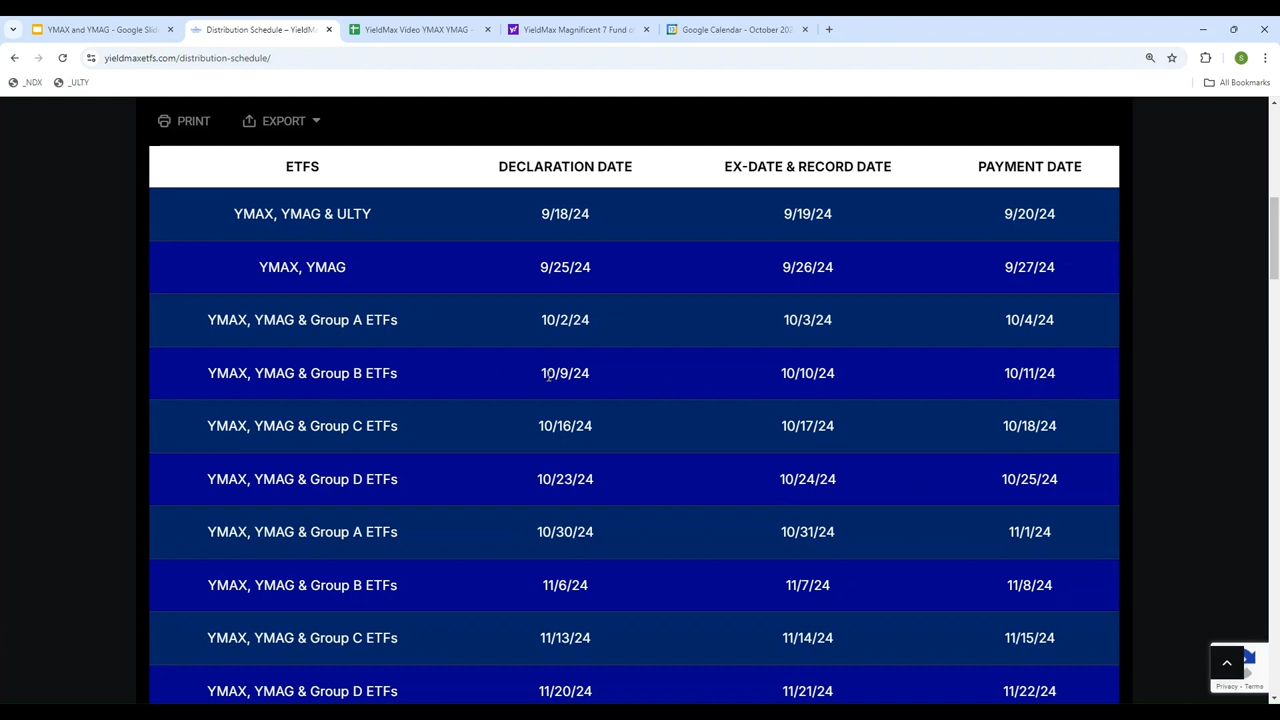 YMAX and YMAG - Google Slid
Distribution Schedule – YieldM
YieldMax Video YMAX YMAG -
YieldMax Magnificent 7 Fund o
Google Calendar - October 202
yieldmaxetfs.com/distribution-schedule/
S
_NDX
_ULTY
All Bookmarks
PRINT
EXPORT
ETFS DECLARATION DATE EX-DATE & RECORD DATE PAYMENT DATE
YMAX, YMAG & ULTY 9/18/24 9/19/24 9/20/24
YMAX, YMAG 9/25/24 9/26/24 9/27/24
YMAX, YMAG & Group A ETFs 10/2/24 10/3/24 10/4/24
YMAX, YMAG & Group B ETFs 10/9/24 10/10/24 10/11/24
YMAX, YMAG & Group C ETFs 10/16/24 10/17/24 10/18/24
YMAX, YMAG & Group D ETFs 10/23/24 10/24/24 10/25/24
YMAX, YMAG & Group A ETFs 10/30/24 10/31/24 11/1/24
YMAX, YMAG & Group B ETFs 11/6/24 11/7/24 11/8/24
YMAX, YMAG & Group C ETFs 11/13/24 11/14/24 11/15/24
YMAX, YMAG & Group D ETFs 11/20/24 11/21/24 11/22/24
Privacy - Terms